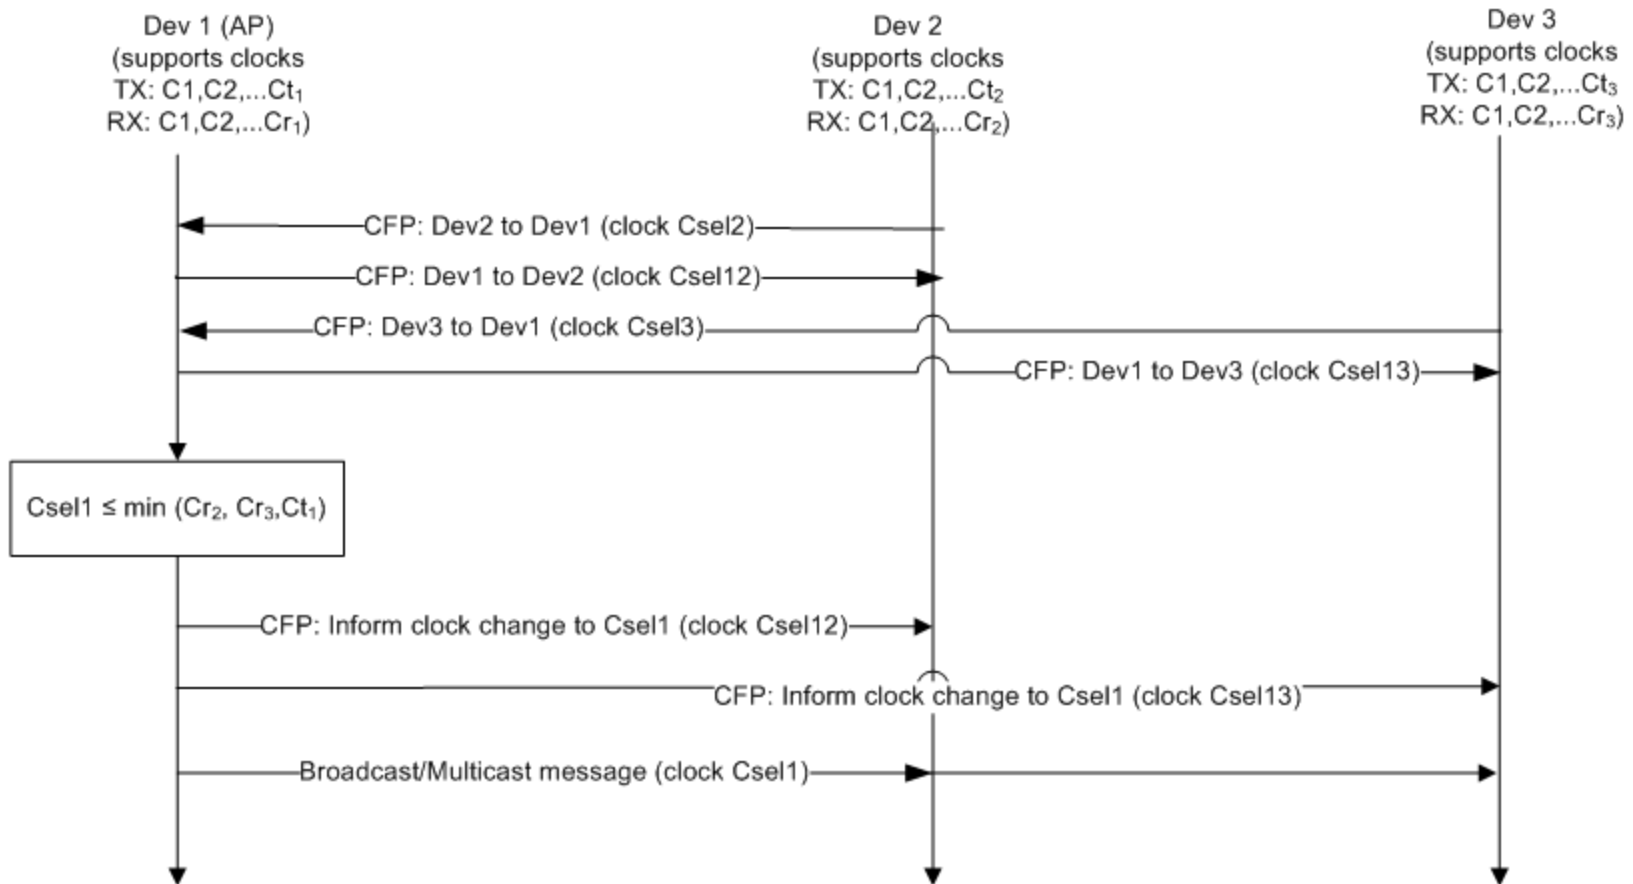 Dev 1 (AP)
(supports clocks
TX: C1,C2,...Ct₁
RX: C1,C2,...Cr₁)
Dev 2
(supports clocks
TX: C1,C2,...Ct₂
RX: C1,C2,...Cr₂)
Dev 3
(supports clocks
TX: C1,C2,...Ct₃
RX: C1,C2,...Cr₃)
CFP: Dev2 to Dev1 (clock Csel2)
CFP: Dev1 to Dev2 (clock Csel12)
CFP: Dev3 to Dev1 (clock Csel3)
CFP: Dev1 to Dev3 (clock Csel13)
Csel1 ≤ min (Cr₂, Cr₃,Ct₁)
CFP: Inform clock change to Csel1 (clock Csel12)
CFP: Inform clock change to Csel1 (clock Csel13)
Broadcast/Multicast message (clock Csel1)